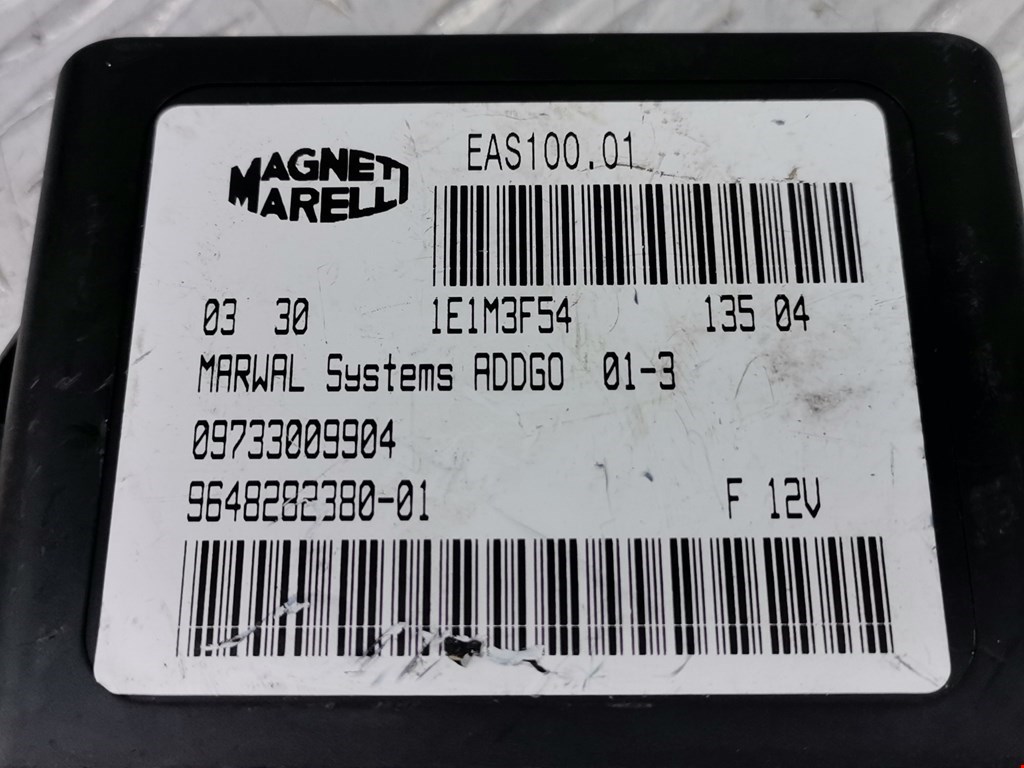 MAGNETI
MARELLI
EAS100.01
03 30 1E1M3F54 135 04
MARWAL Systems ADDGO 01-3
09733009904
9648282380-01 F 12V